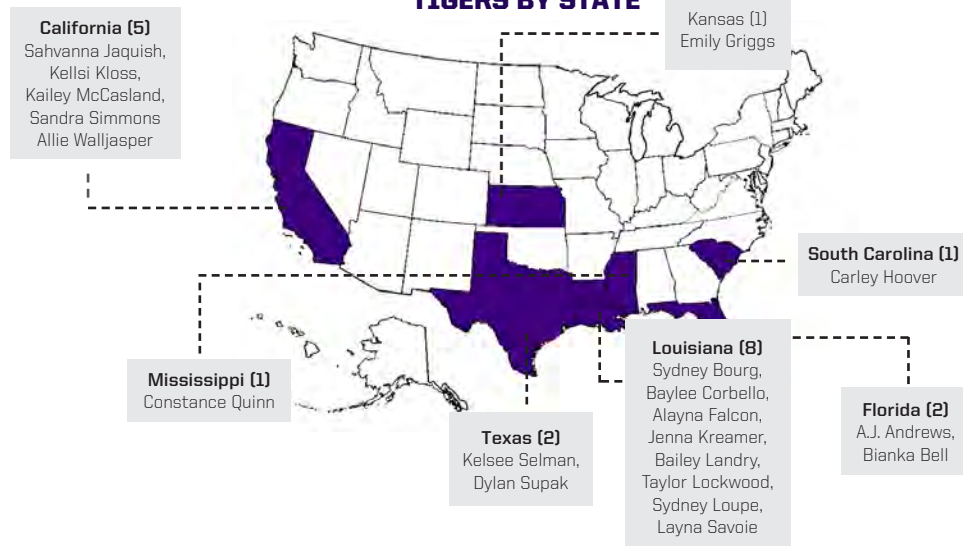 TIGERS BY STATE
California (5)
Sahvanna Jaquish,
Kellsi Kloss,
Kailey McCasland,
Sandra Simmons
Allie Walljasper
Kansas (1)
Emily Griggs
South Carolina (1)
Carley Hoover
Mississippi (1)
Constance Quinn
Texas (2)
Kelsee Selman,
Dylan Supak
Louisiana (8)
Sydney Bourg,
Baylee Corbello,
Alayna Falcon,
Jenna Kreamer,
Bailey Landry,
Taylor Lockwood,
Sydney Loupe,
Layna Savoie
Florida (2)
A.J. Andrews,
Bianka Bell